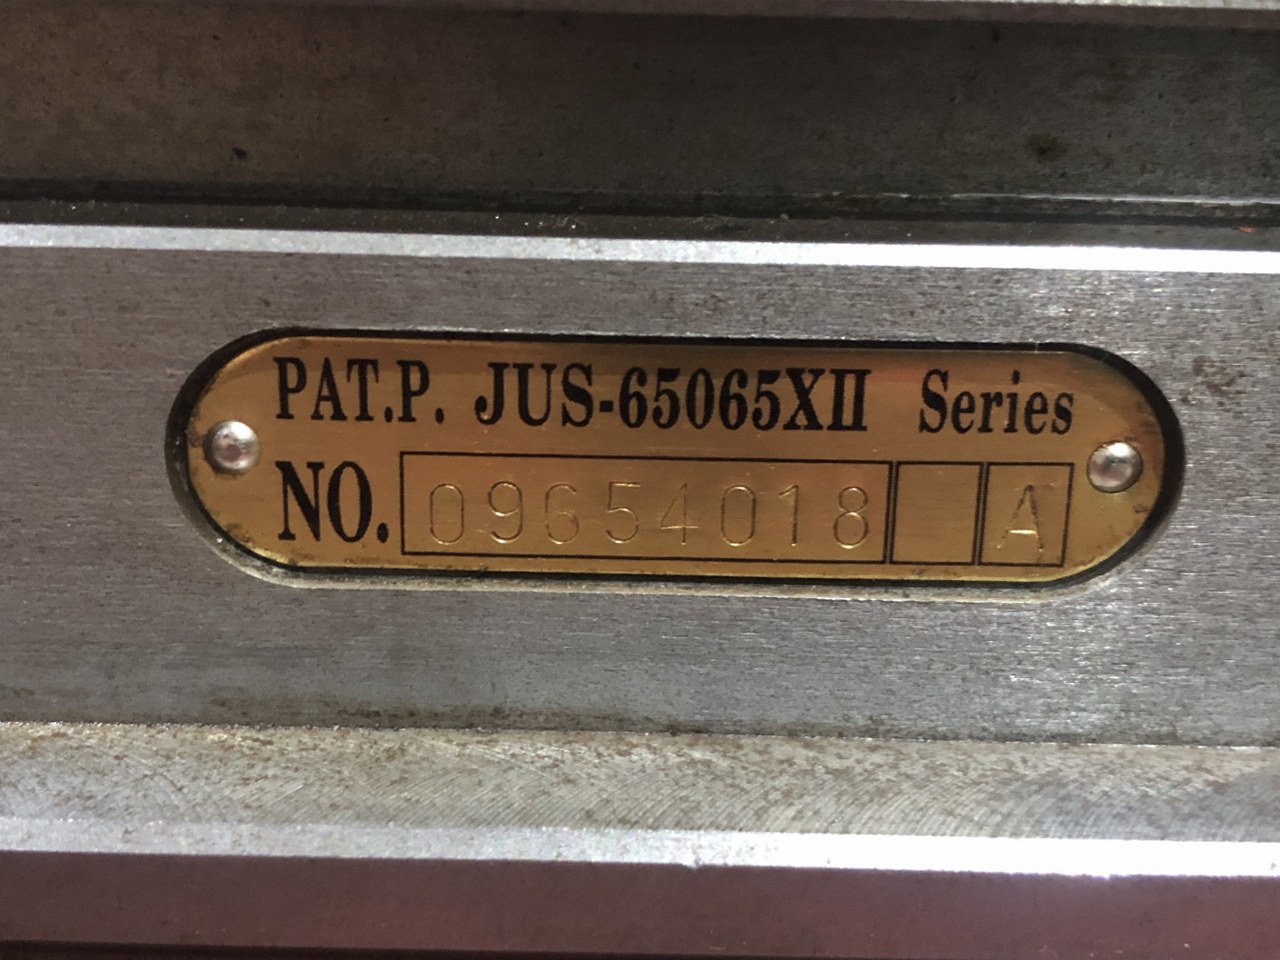 PAT.P. JUS-65065XII Series
NO. 09654018 A